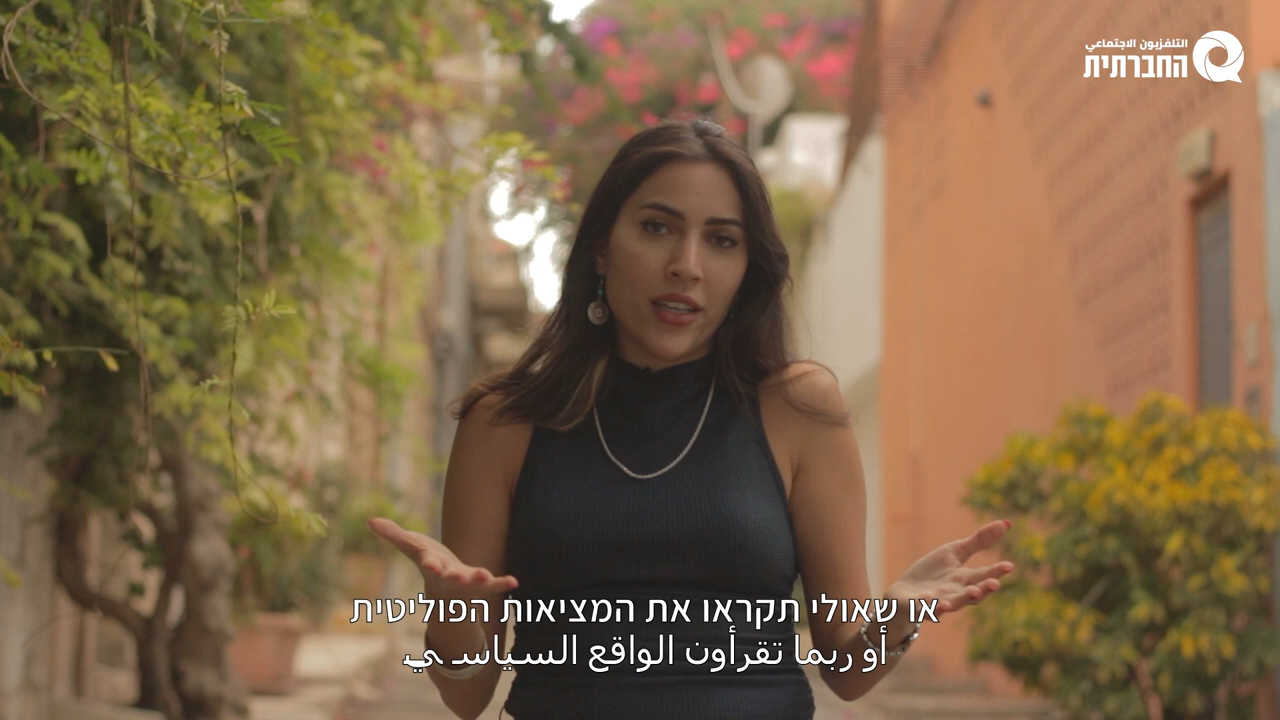 التلفزيون الاجتماعي
החברתית
או שאולי תקראו את המציאות הפוליטית
أو ربما تقرأون الواقع السياسي